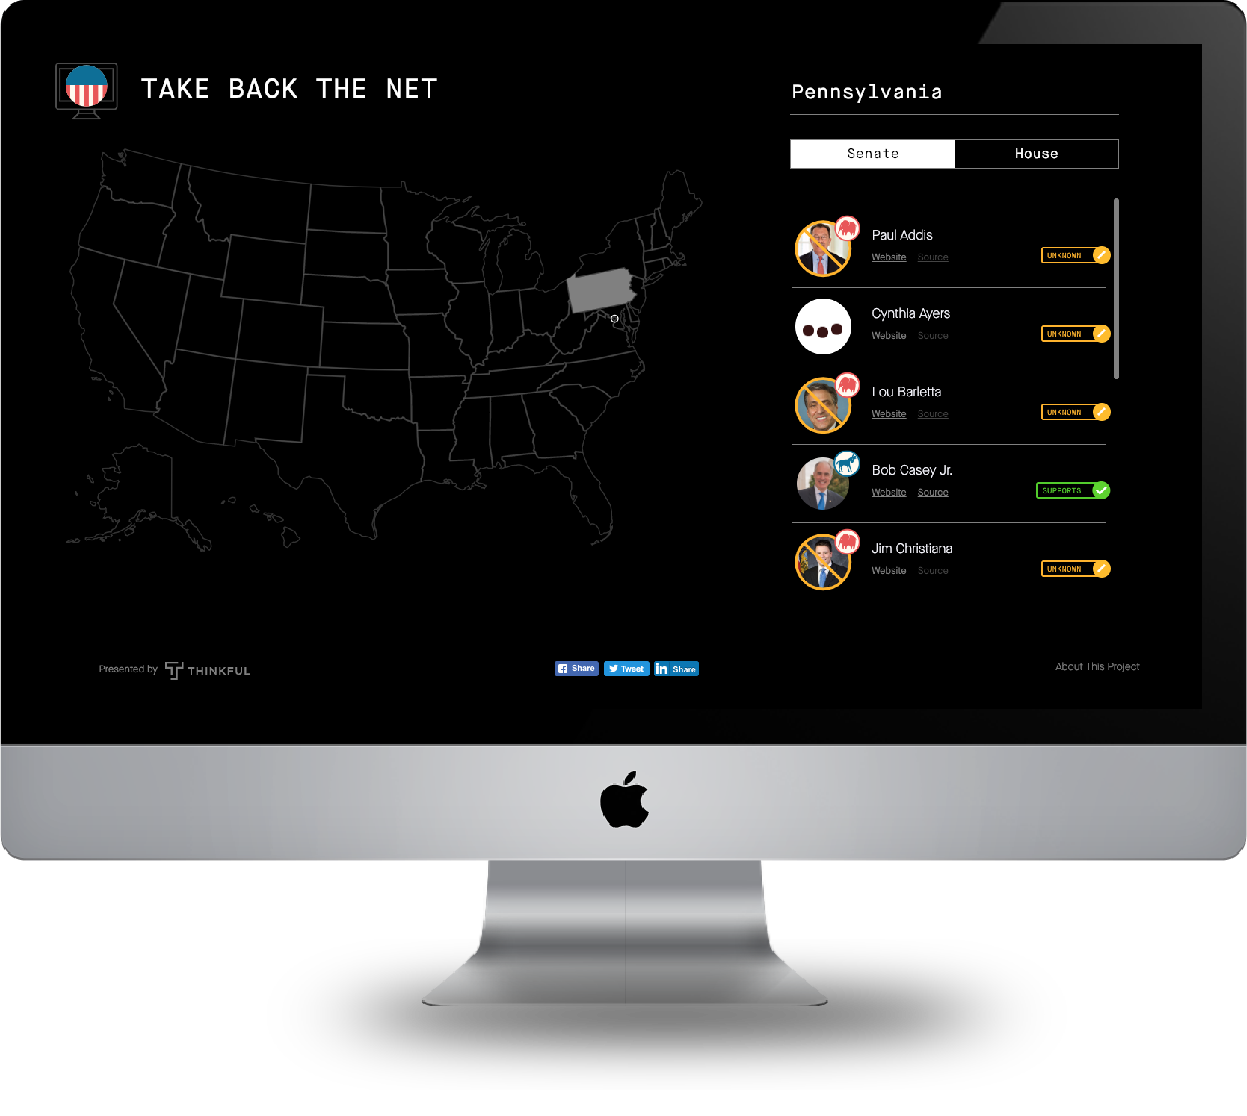 TAKE BACK THE NET
Pennsylvania
Senate House
Paul Addis
Website Source
UNKNOWN
Cynthia Ayers
Website Source
UNKNOWN
Lou Barletta
Website Source
UNKNOWN
Bob Casey Jr.
Website Source
SUPPORTS
Jim Christiana
Website Source
UNKNOWN
Presented by THINKFUL
Share Tweet in Share
About This Project